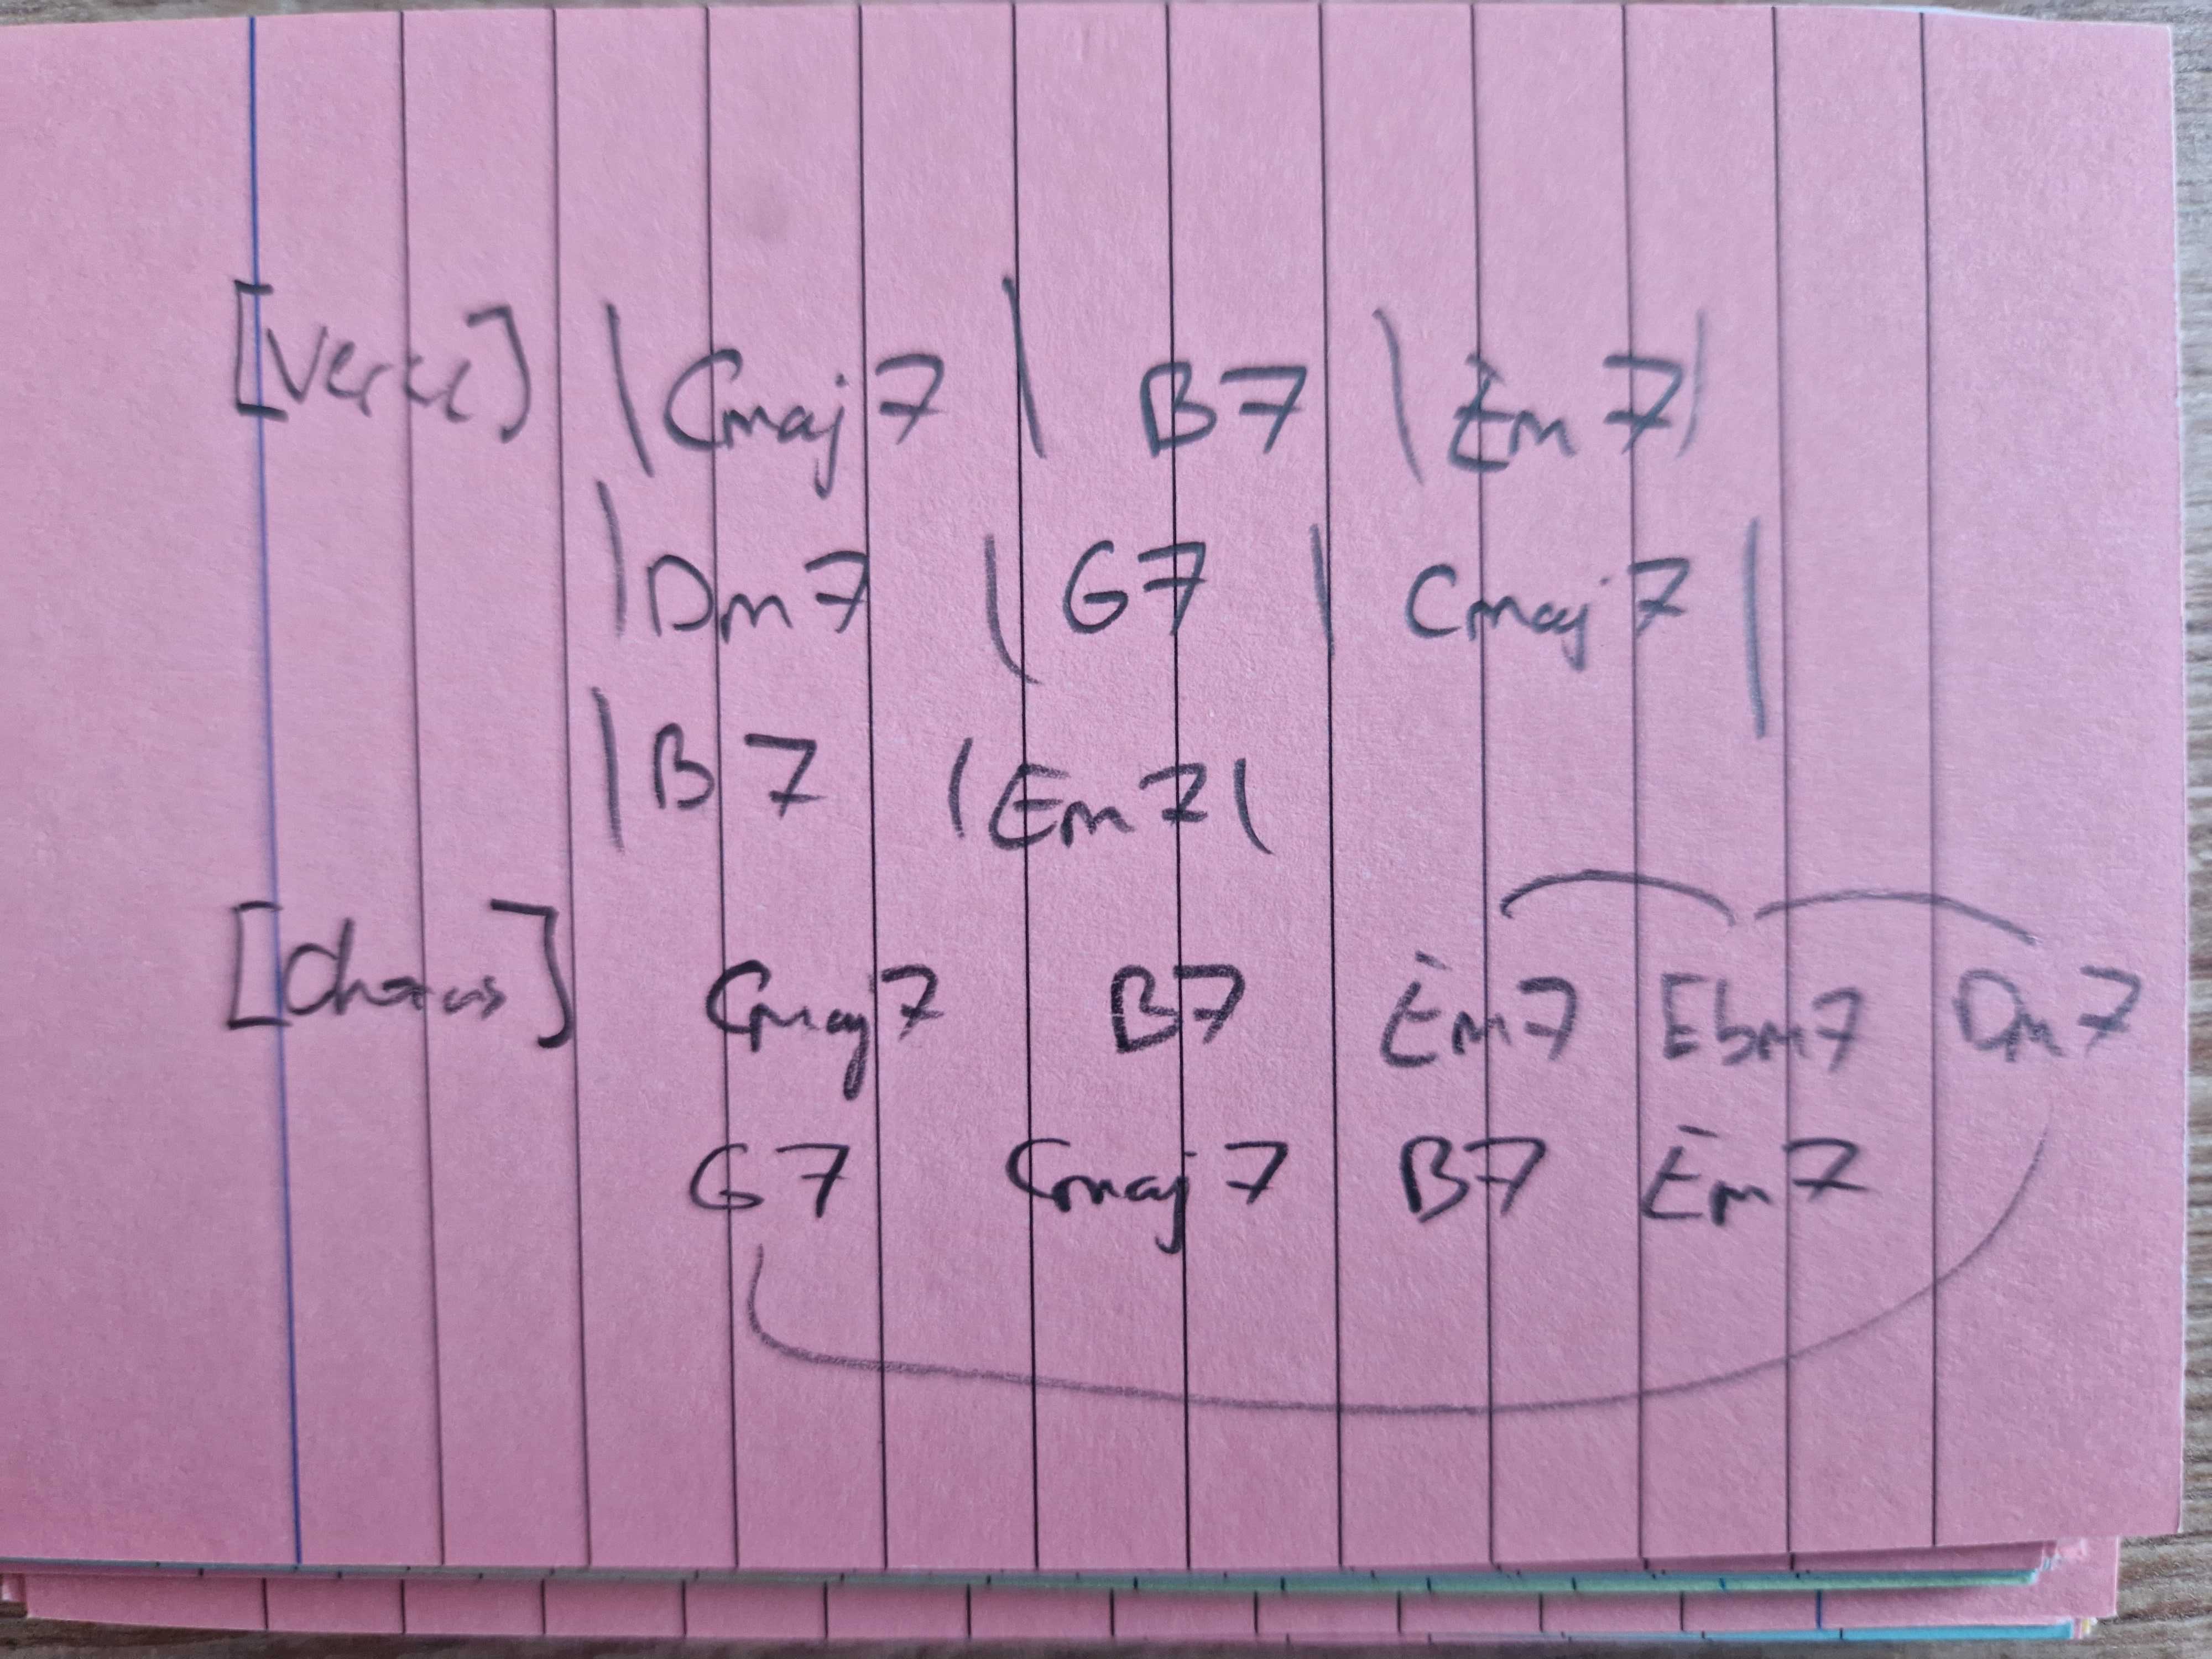 [Verse] | Cmaj7 | B7 | Em7 |
| Dm7 | G7 | Cmaj7 |
| B7 | Em7 |
[Chorus] Cmaj7 B7 Em7 Ebm7 Dm7
G7 Cmaj7 B7 Em7